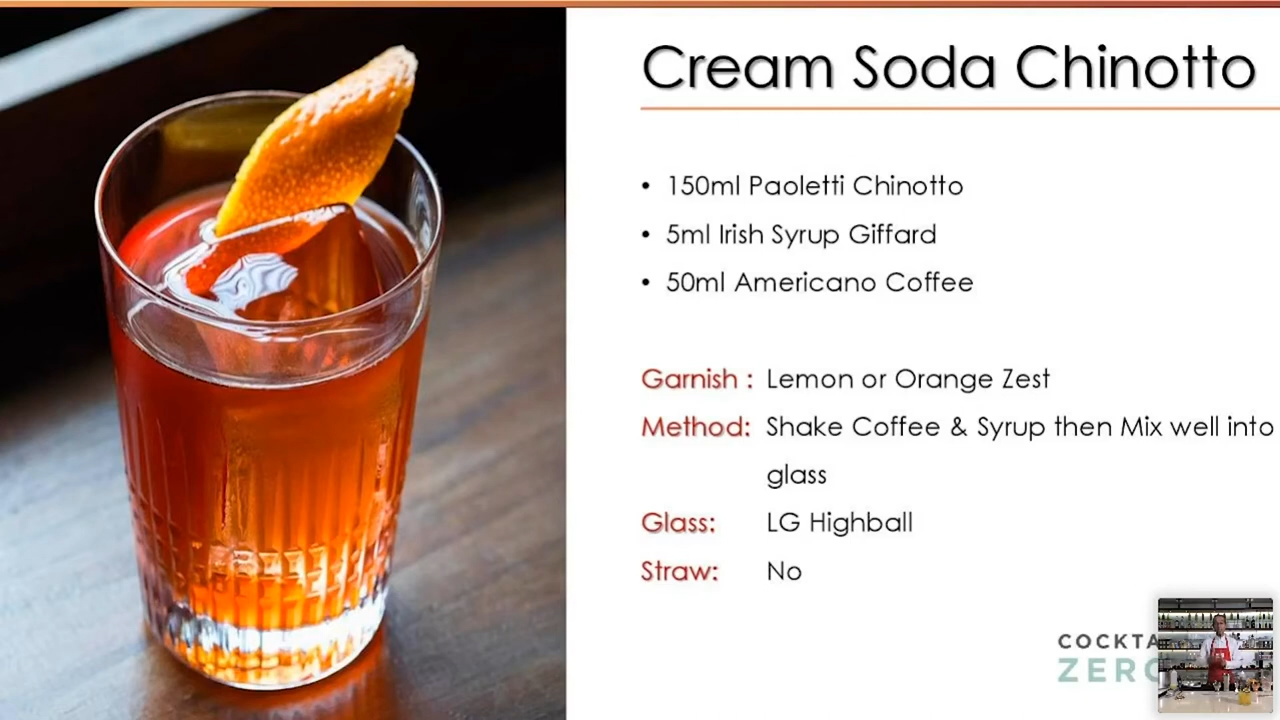 Cream Soda Chinotto
• 150ml Paoletti Chinotto
• 5ml Irish Syrup Giffard
• 50ml Americano Coffee
Garnish : Lemon or Orange Zest
Method: Shake Coffee & Syrup then Mix well into
glass
Glass: LG Highball
Straw: No
COCKTA
ZERO